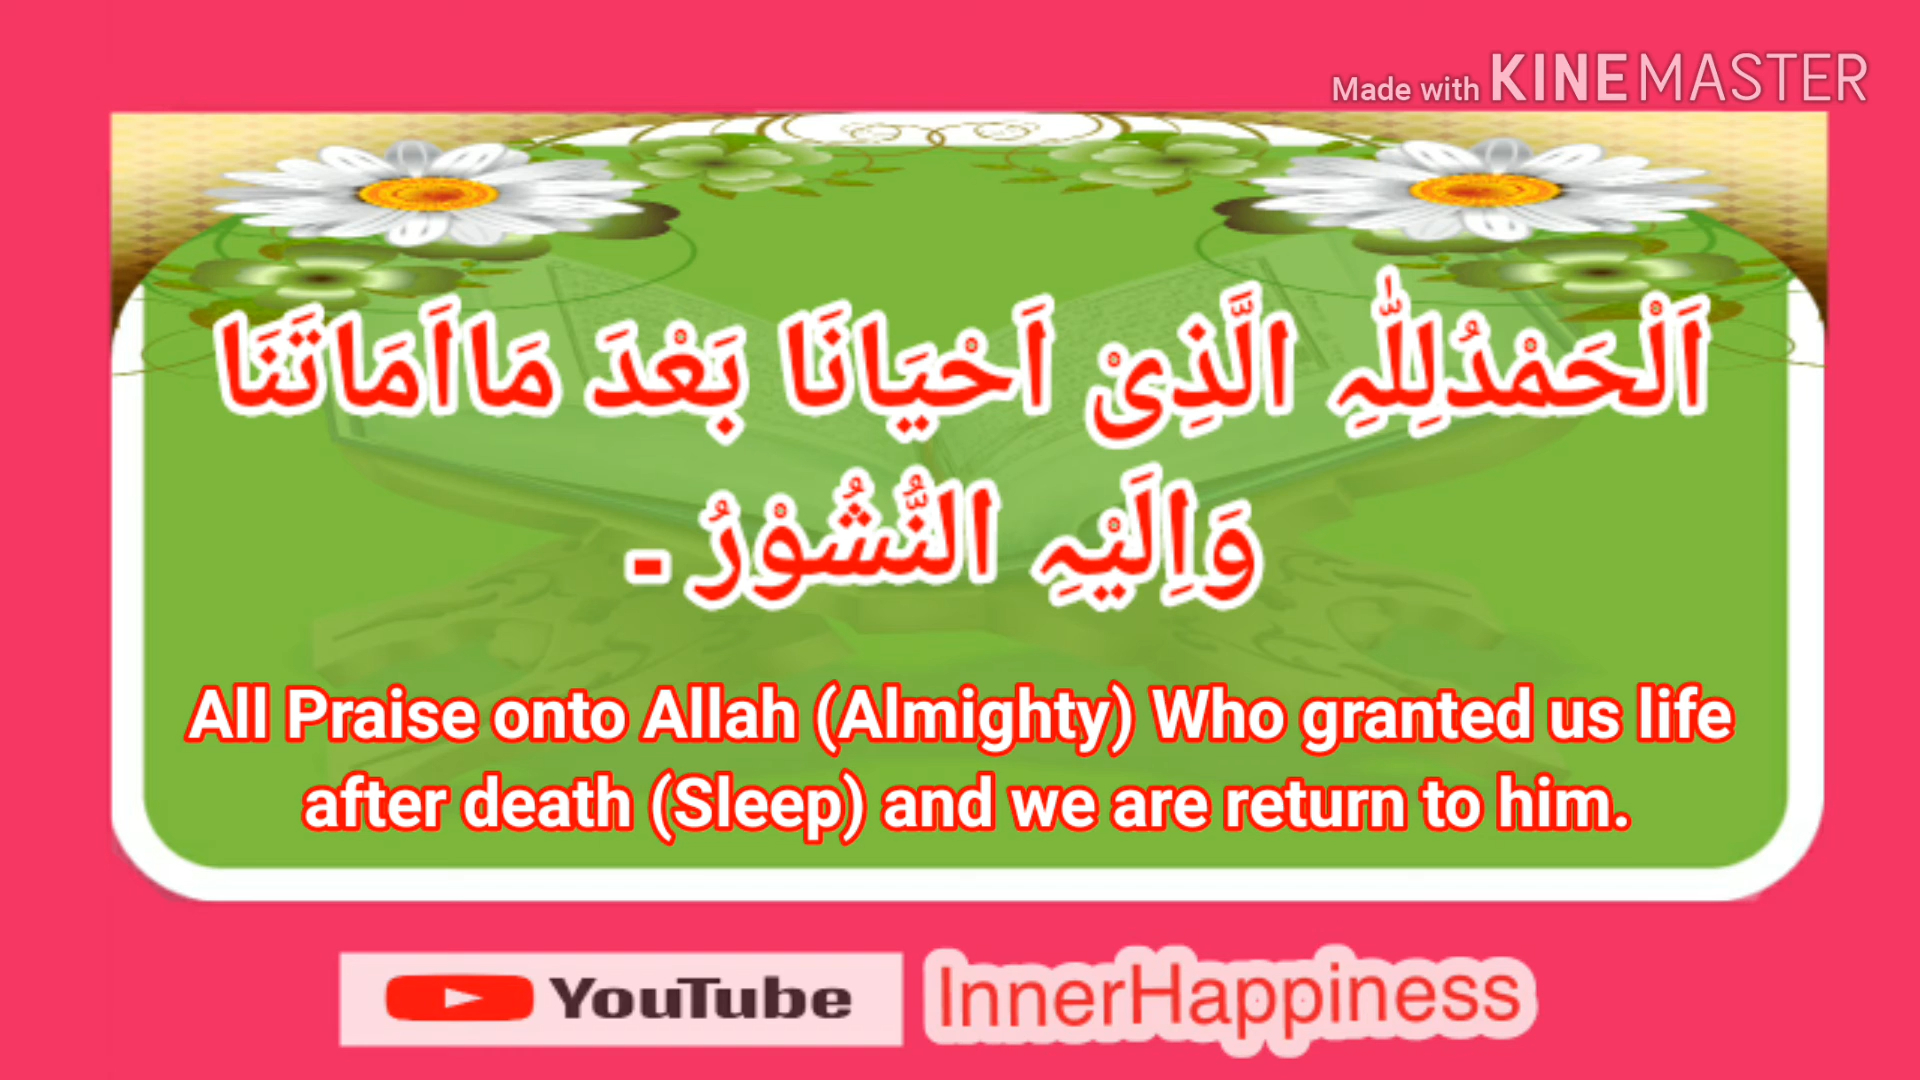 Made with KINEMASTER
اَلْحَمْدُلِلّٰہِ الَّذِیْ اَحْیَانَا بَعْدَ مَااَمَاتَنَا
وَاِلَیْہِ النُّشُوْرُ ۔
All Praise onto Allah (Almighty) Who granted us life
after death (Sleep) and we are return to him.
YouTube InnerHappiness